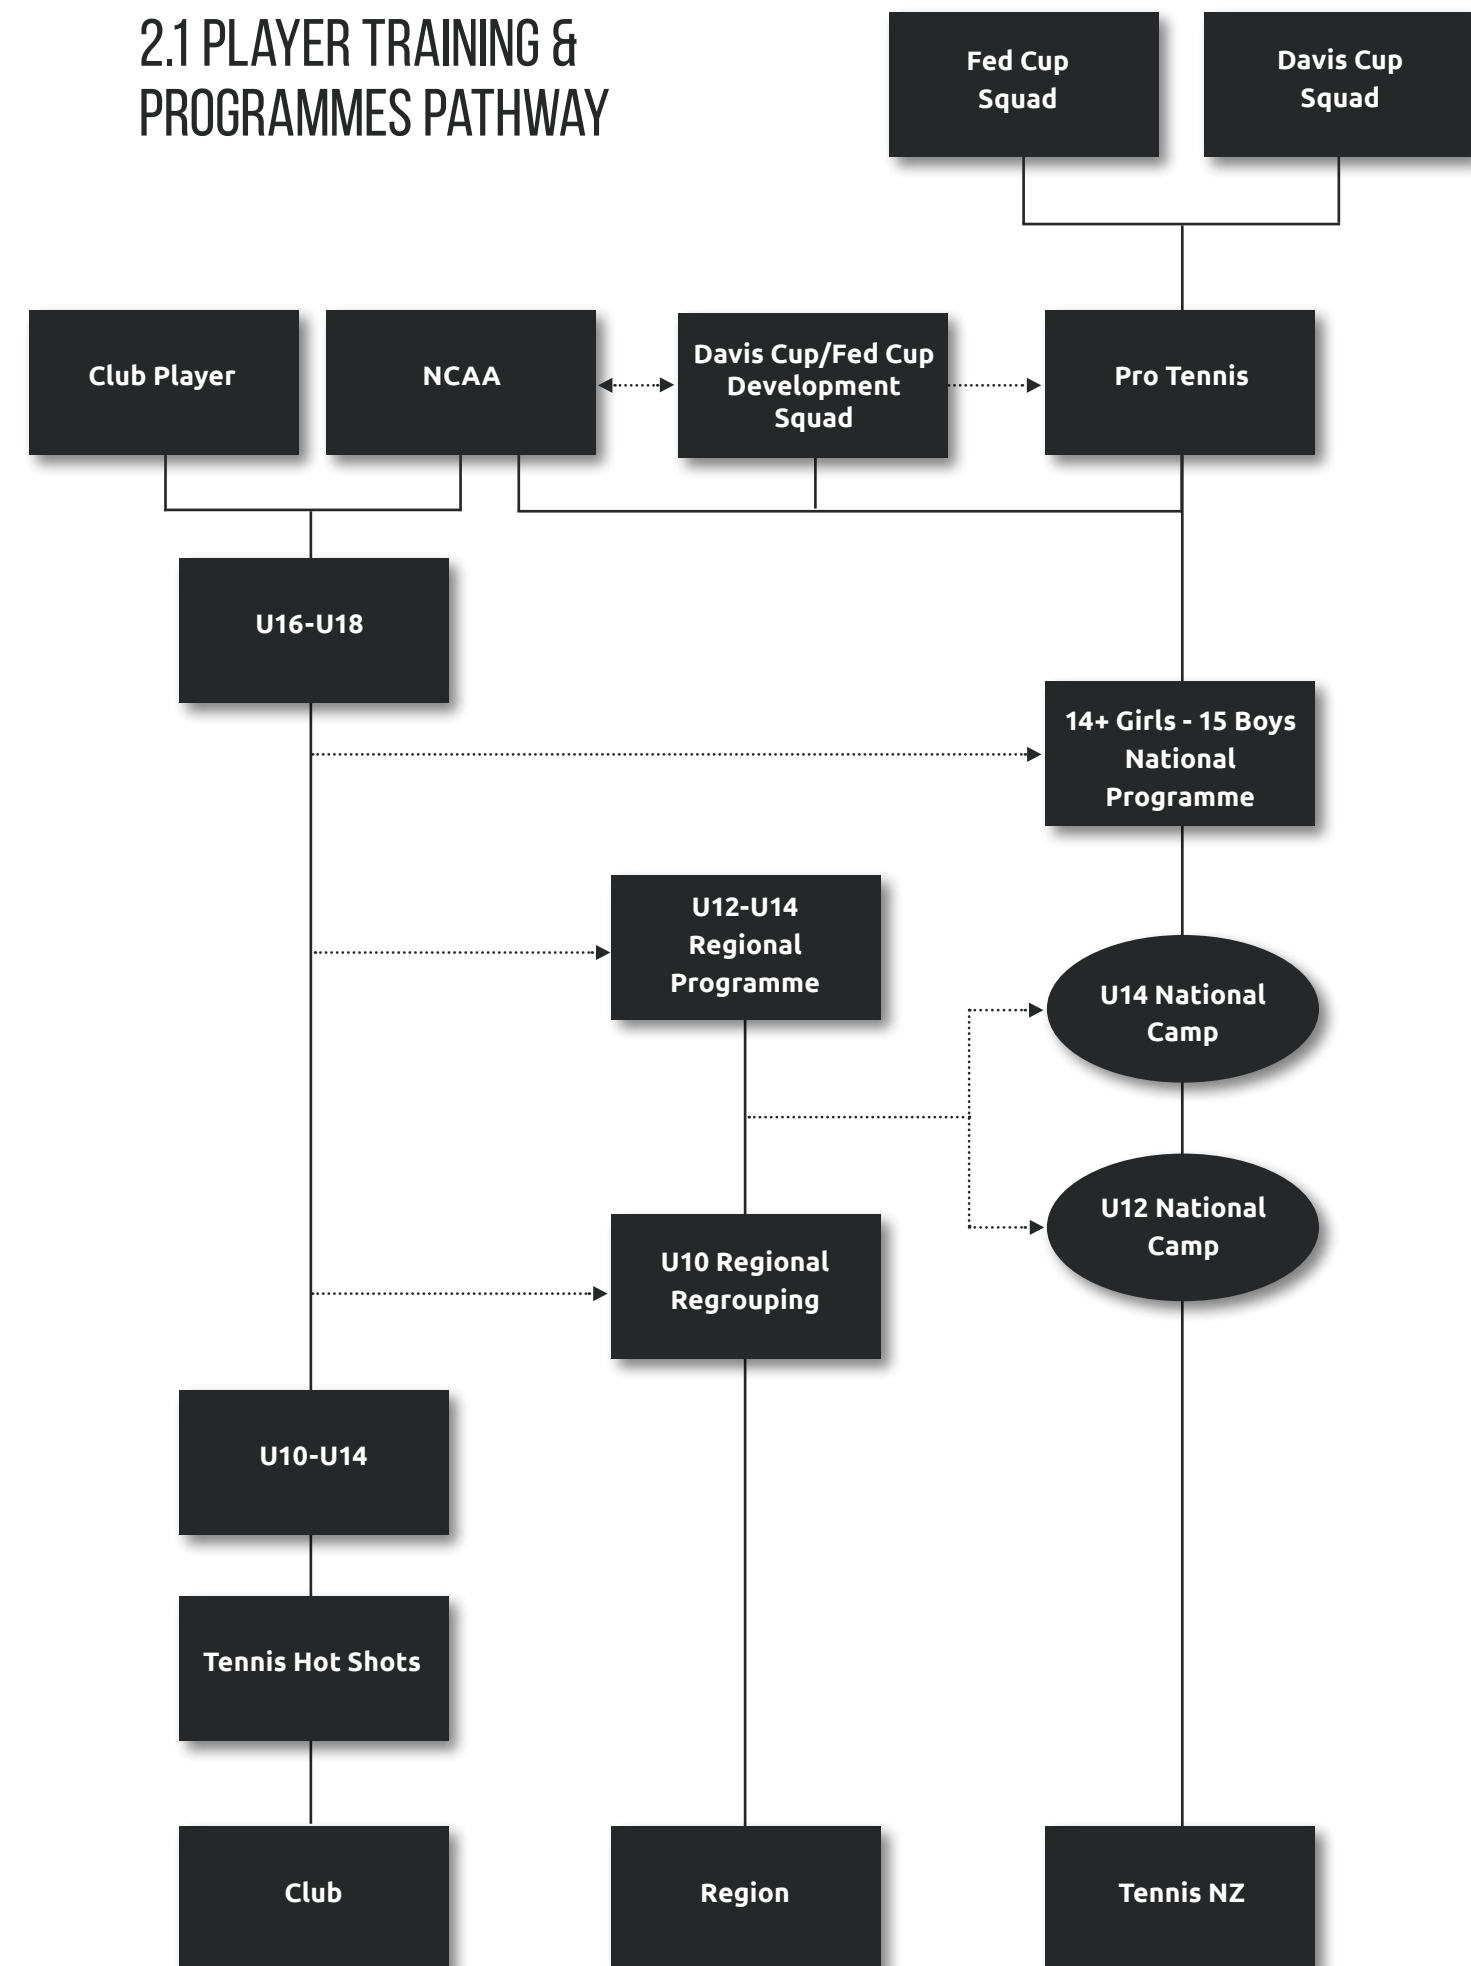 2.1 PLAYER TRAINING &
PROGRAMMES PATHWAY
Fed Cup
Squad
Davis Cup
Squad
Club Player
NCAA
Davis Cup/Fed Cup
Development
Squad
Pro Tennis
U16-U18
14+ Girls - 15 Boys
National
Programme
U12-U14
Regional
Programme
U14 National
Camp
U12 National
Camp
U10 Regional
Regrouping
U10-U14
Tennis Hot Shots
Club
Region
Tennis NZ